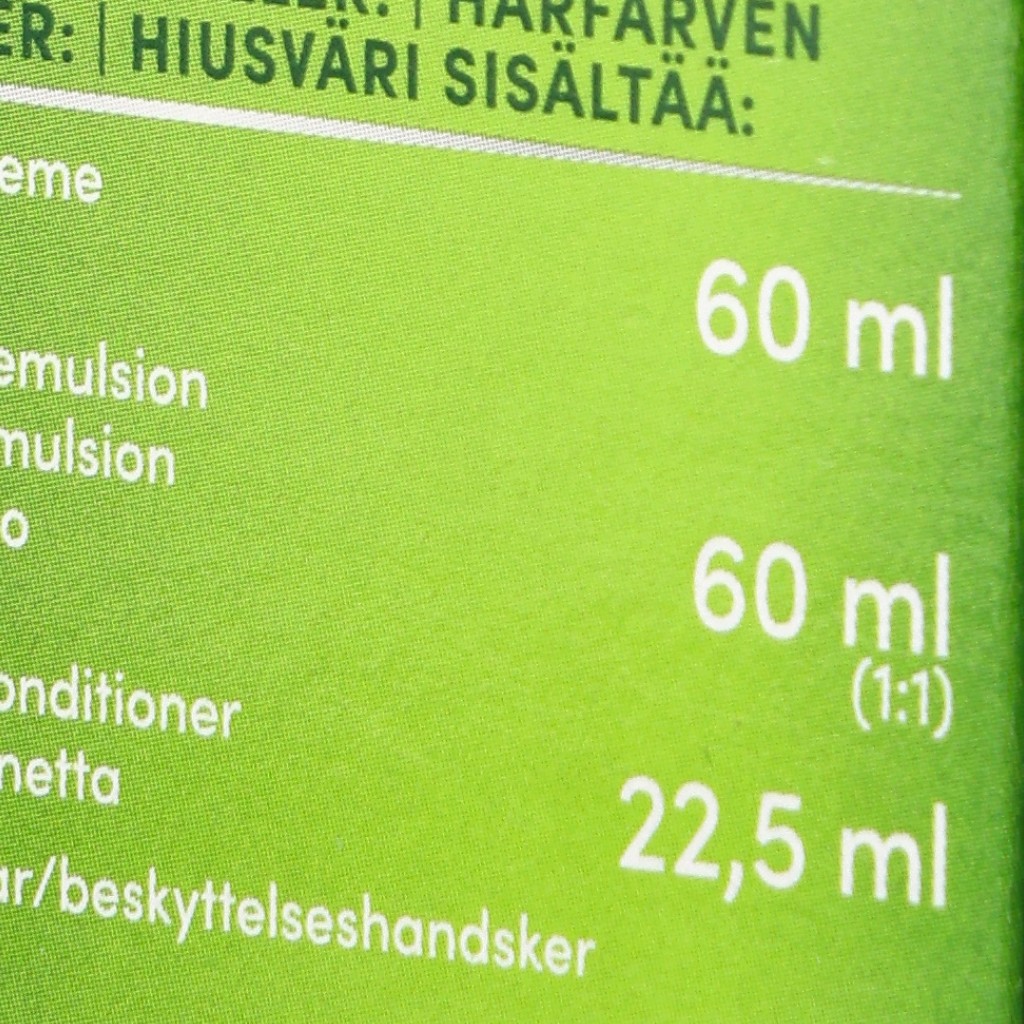 HÅRFARVEN
ER: | HIUSVÄRI SISÄLTÄÄ:
eme
60 ml
emulsion
mulsion
o
60 ml
(1:1)
onditioner
netta
22,5 ml
ar/beskyttelseshandsker